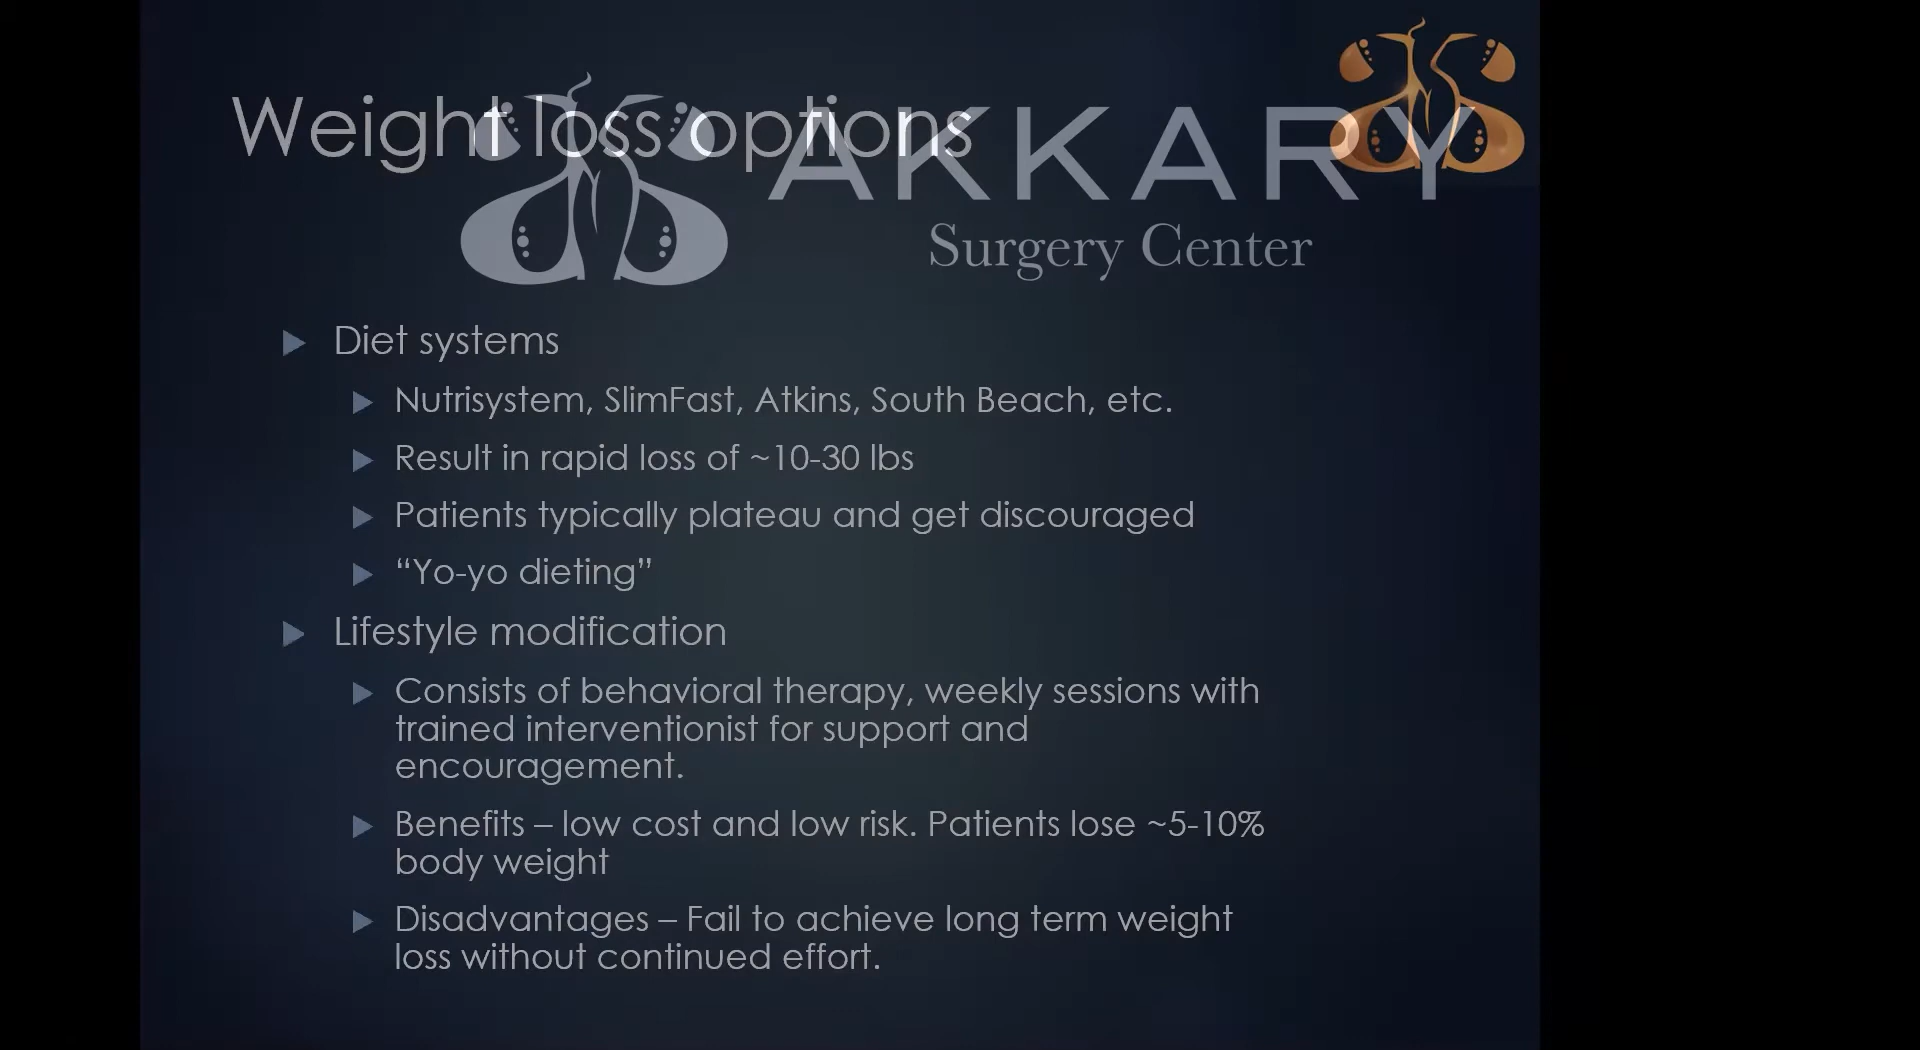 Weight loss options
AKKARY
Surgery Center
Diet systems
Nutrisystem, SlimFast, Atkins, South Beach, etc.
Result in rapid loss of ~10-30 lbs
Patients typically plateau and get discouraged
“Yo-yo dieting”
Lifestyle modification
Consists of behavioral therapy, weekly sessions with
trained interventionist for support and
encouragement.
Benefits – low cost and low risk. Patients lose ~5-10%
body weight
Disadvantages – Fail to achieve long term weight
loss without continued effort.